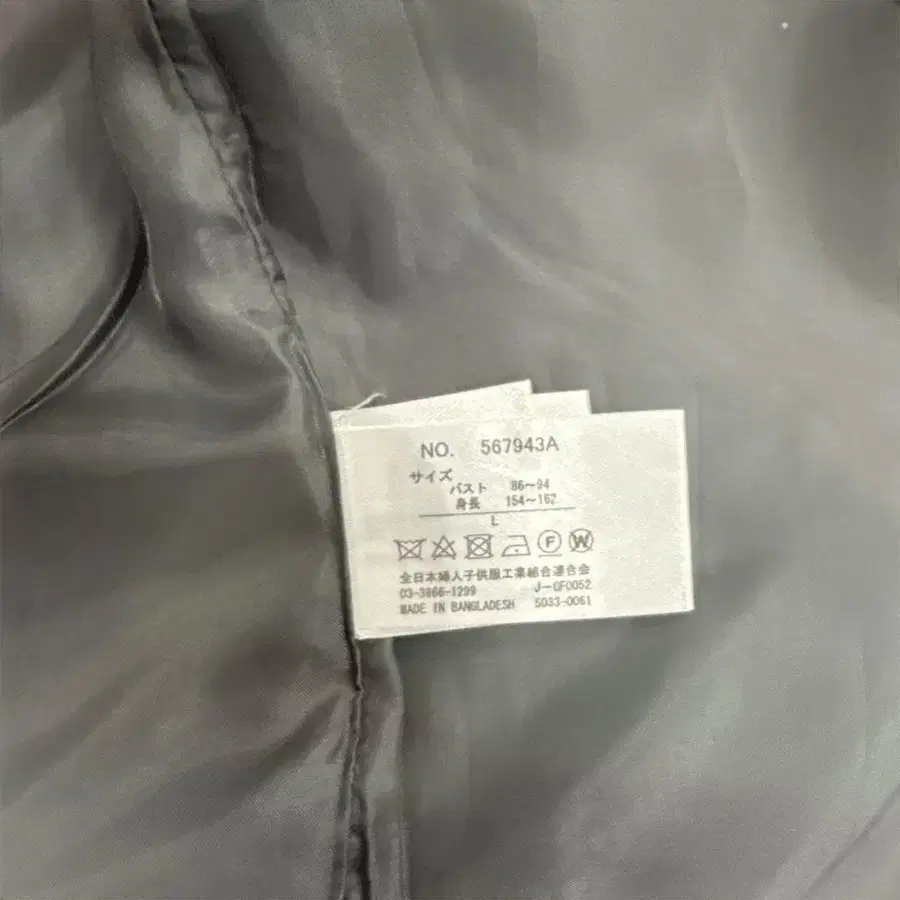 NO. 567943A
サイズ
バスト 86～94
身長 154～162
L
F W
全日本婦人子供服工業組合連合会
03-3866-1299 J-QF0052
MADE IN BANGLADESH 5033-0061